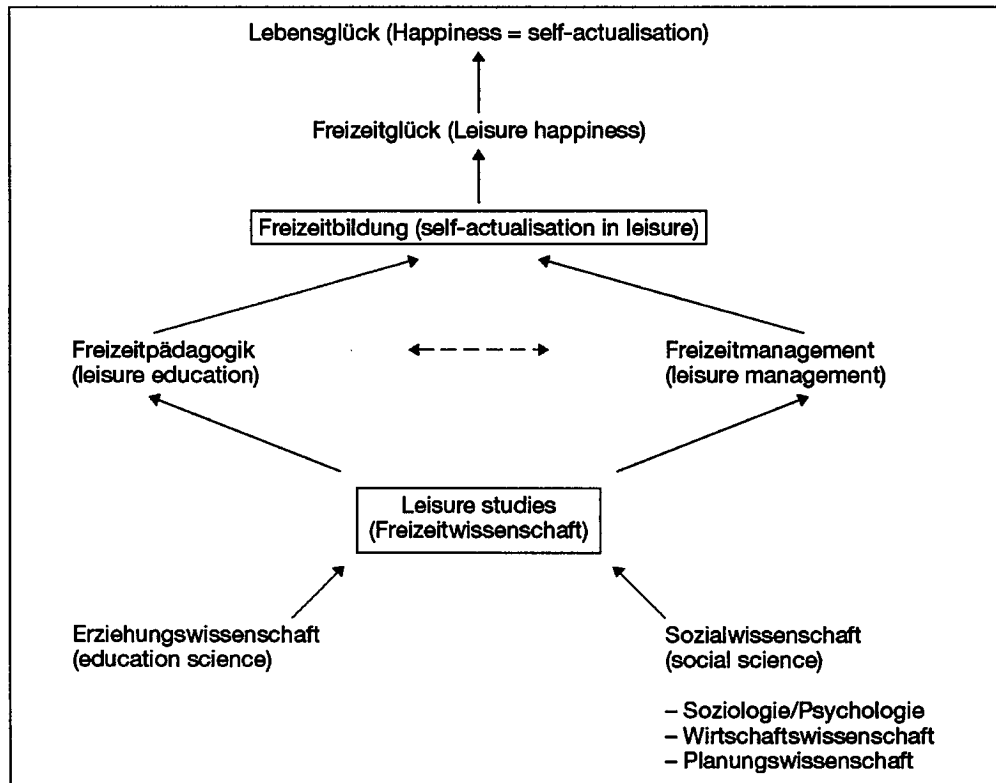 Lebensglück (Happiness = self-actualisation)
Freizeitglück (Leisure happiness)
Freizeitbildung (self-actualisation in leisure)
Freizeitpädagogik
(leisure education)
Freizeitmanagement
(leisure management)
Leisure studies
(Freizeitwissenschaft)
Erziehungswissenschaft
(education science)
Sozialwissenschaft
(social science)
– Soziologie/Psychologie
– Wirtschaftswissenschaft
– Planungswissenschaft